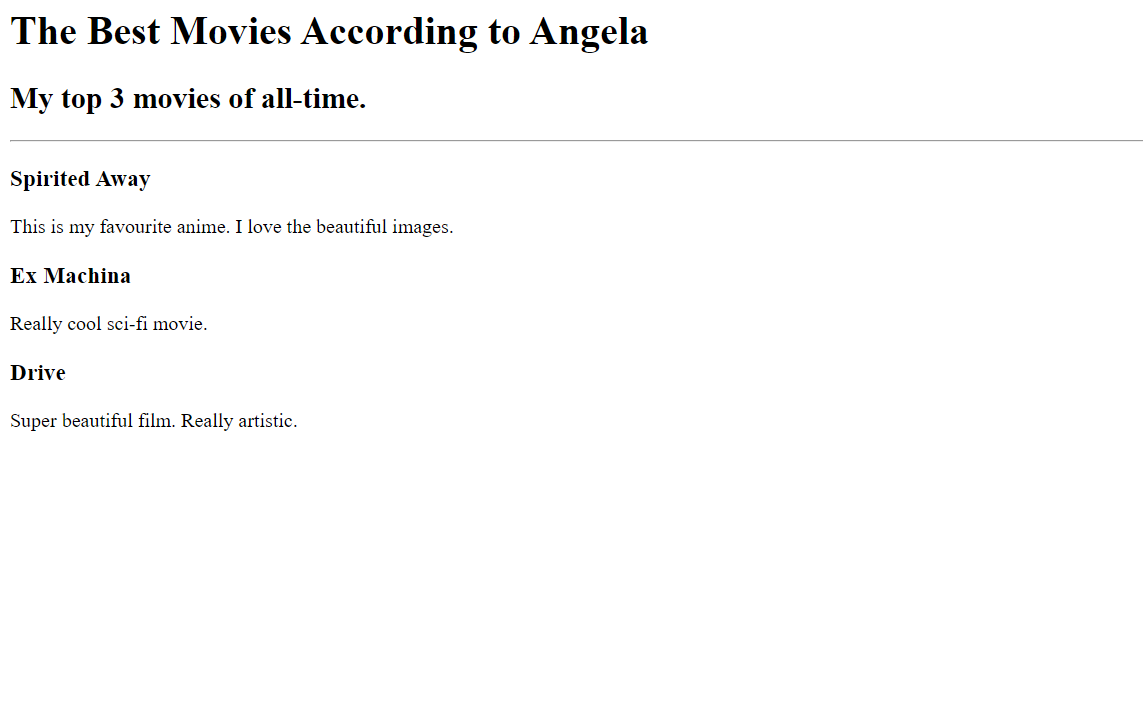 The Best Movies According to Angela
My top 3 movies of all-time.
Spirited Away
This is my favourite anime. I love the beautiful images.
Ex Machina
Really cool sci-fi movie.
Drive
Super beautiful film. Really artistic.